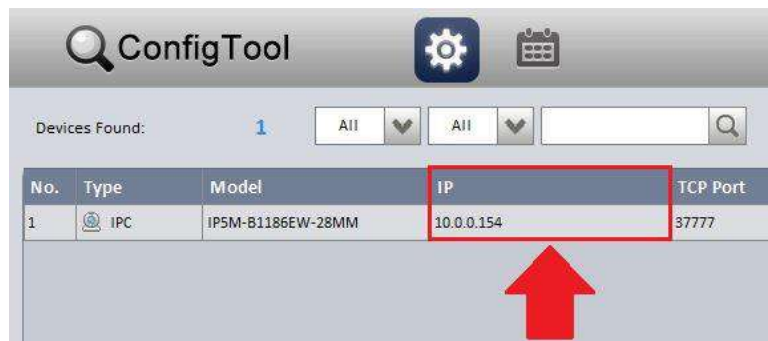 ConfigTool
Devices Found: 1 All All
No. Type Model IP TCP Port
1 IPC IP5M-B1186EW-28MM 10.0.0.154 37777